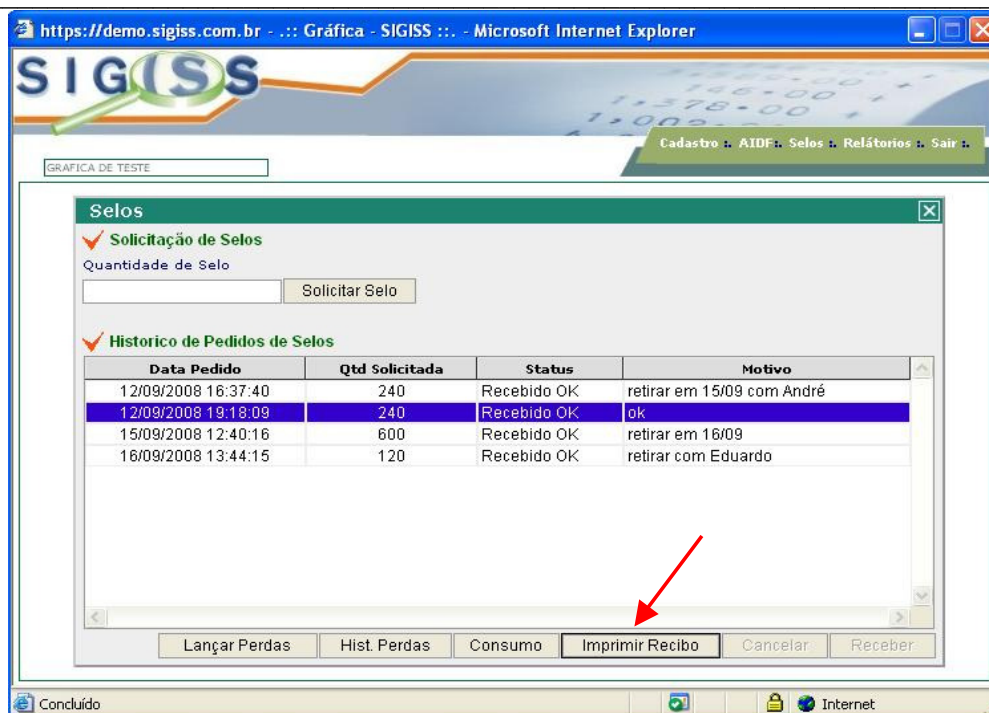 https://demo.sigiss.com.br - .:: Gráfica - SIGISS ::. - Microsoft Internet Explorer
SIGISS
Cadastro :. AIDF:. Selos :. Relátorios :. Sair :.
GRAFICA DE TESTE
Selos
Solicitação de Selos
Quantidade de Selo
Solicitar Selo
Historico de Pedidos de Selos
Data Pedido Qtd Solicitada Status Motivo
12/09/2008 16:37:40 240 Recebido OK retirar em 15/09 com André
12/09/2008 19:18:09 240 Recebido OK ok
15/09/2008 12:40:16 600 Recebido OK retirar em 16/09
16/09/2008 13:44:15 120 Recebido OK retirar com Eduardo
Lançar Perdas Hist. Perdas Consumo Imprimir Recibo Cancelar Receber
Concluído Internet